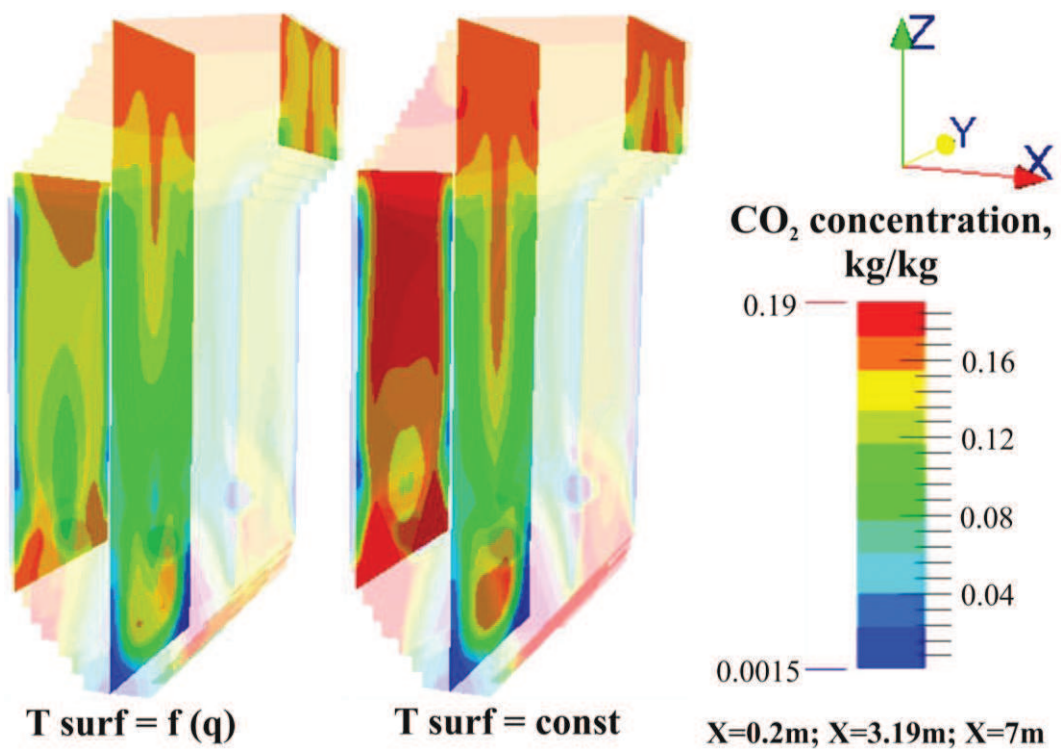 Z
Y
X
CO₂ concentration,
kg/kg
0.19
0.16
0.12
0.08
0.04
0.0015
T surf = f (q)
T surf = const
X=0.2m; X=3.19m; X=7m